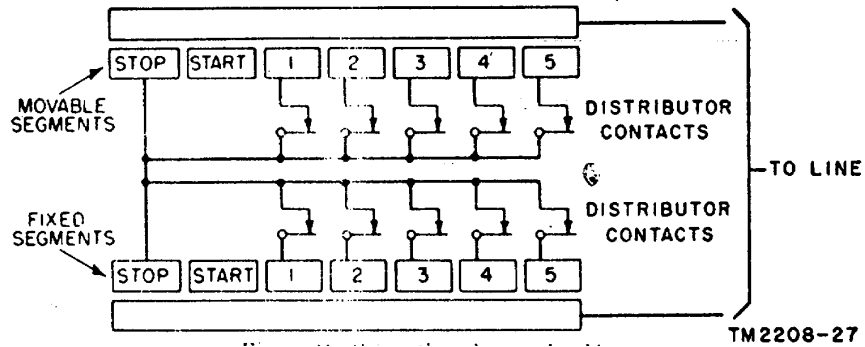 STOP START 1 2 3 4 5
MOVABLE
SEGMENTS
DISTRIBUTOR
CONTACTS
TO LINE
DISTRIBUTOR
CONTACTS
FIXED
SEGMENTS
STOP START 1 2 3 4 5
TM2208-27